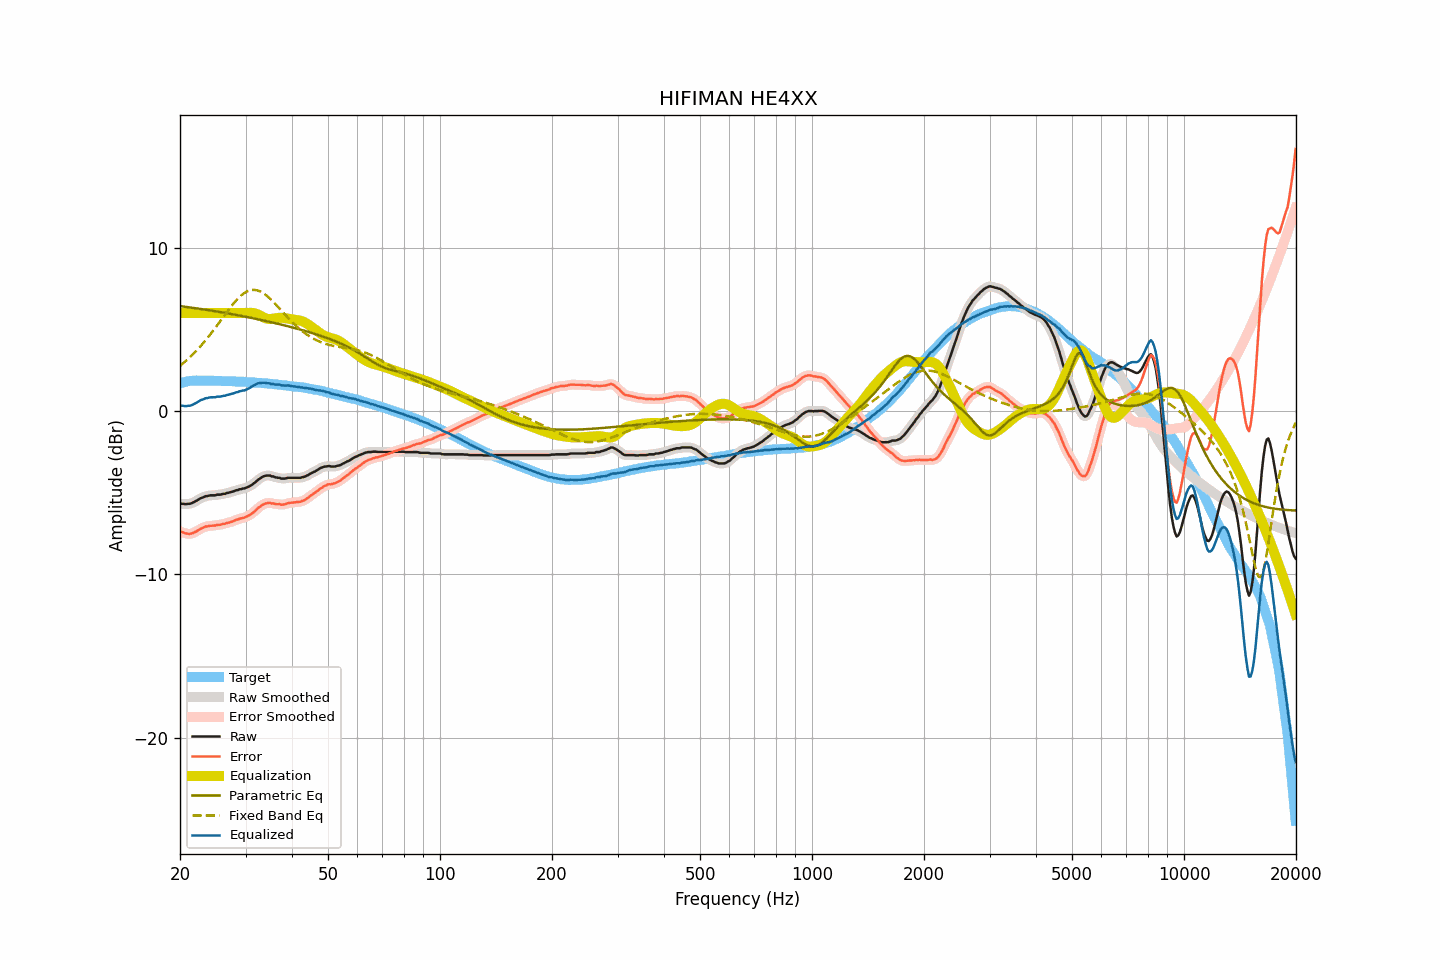 HIFIMAN HE4XX
Amplitude (dBr)
10
0
−10
−20
Target
Raw Smoothed
Error Smoothed
Raw
Error
Equalization
Parametric Eq
Fixed Band Eq
Equalized
20 50 100 200 500 1000 2000 5000 10000 20000
Frequency (Hz)